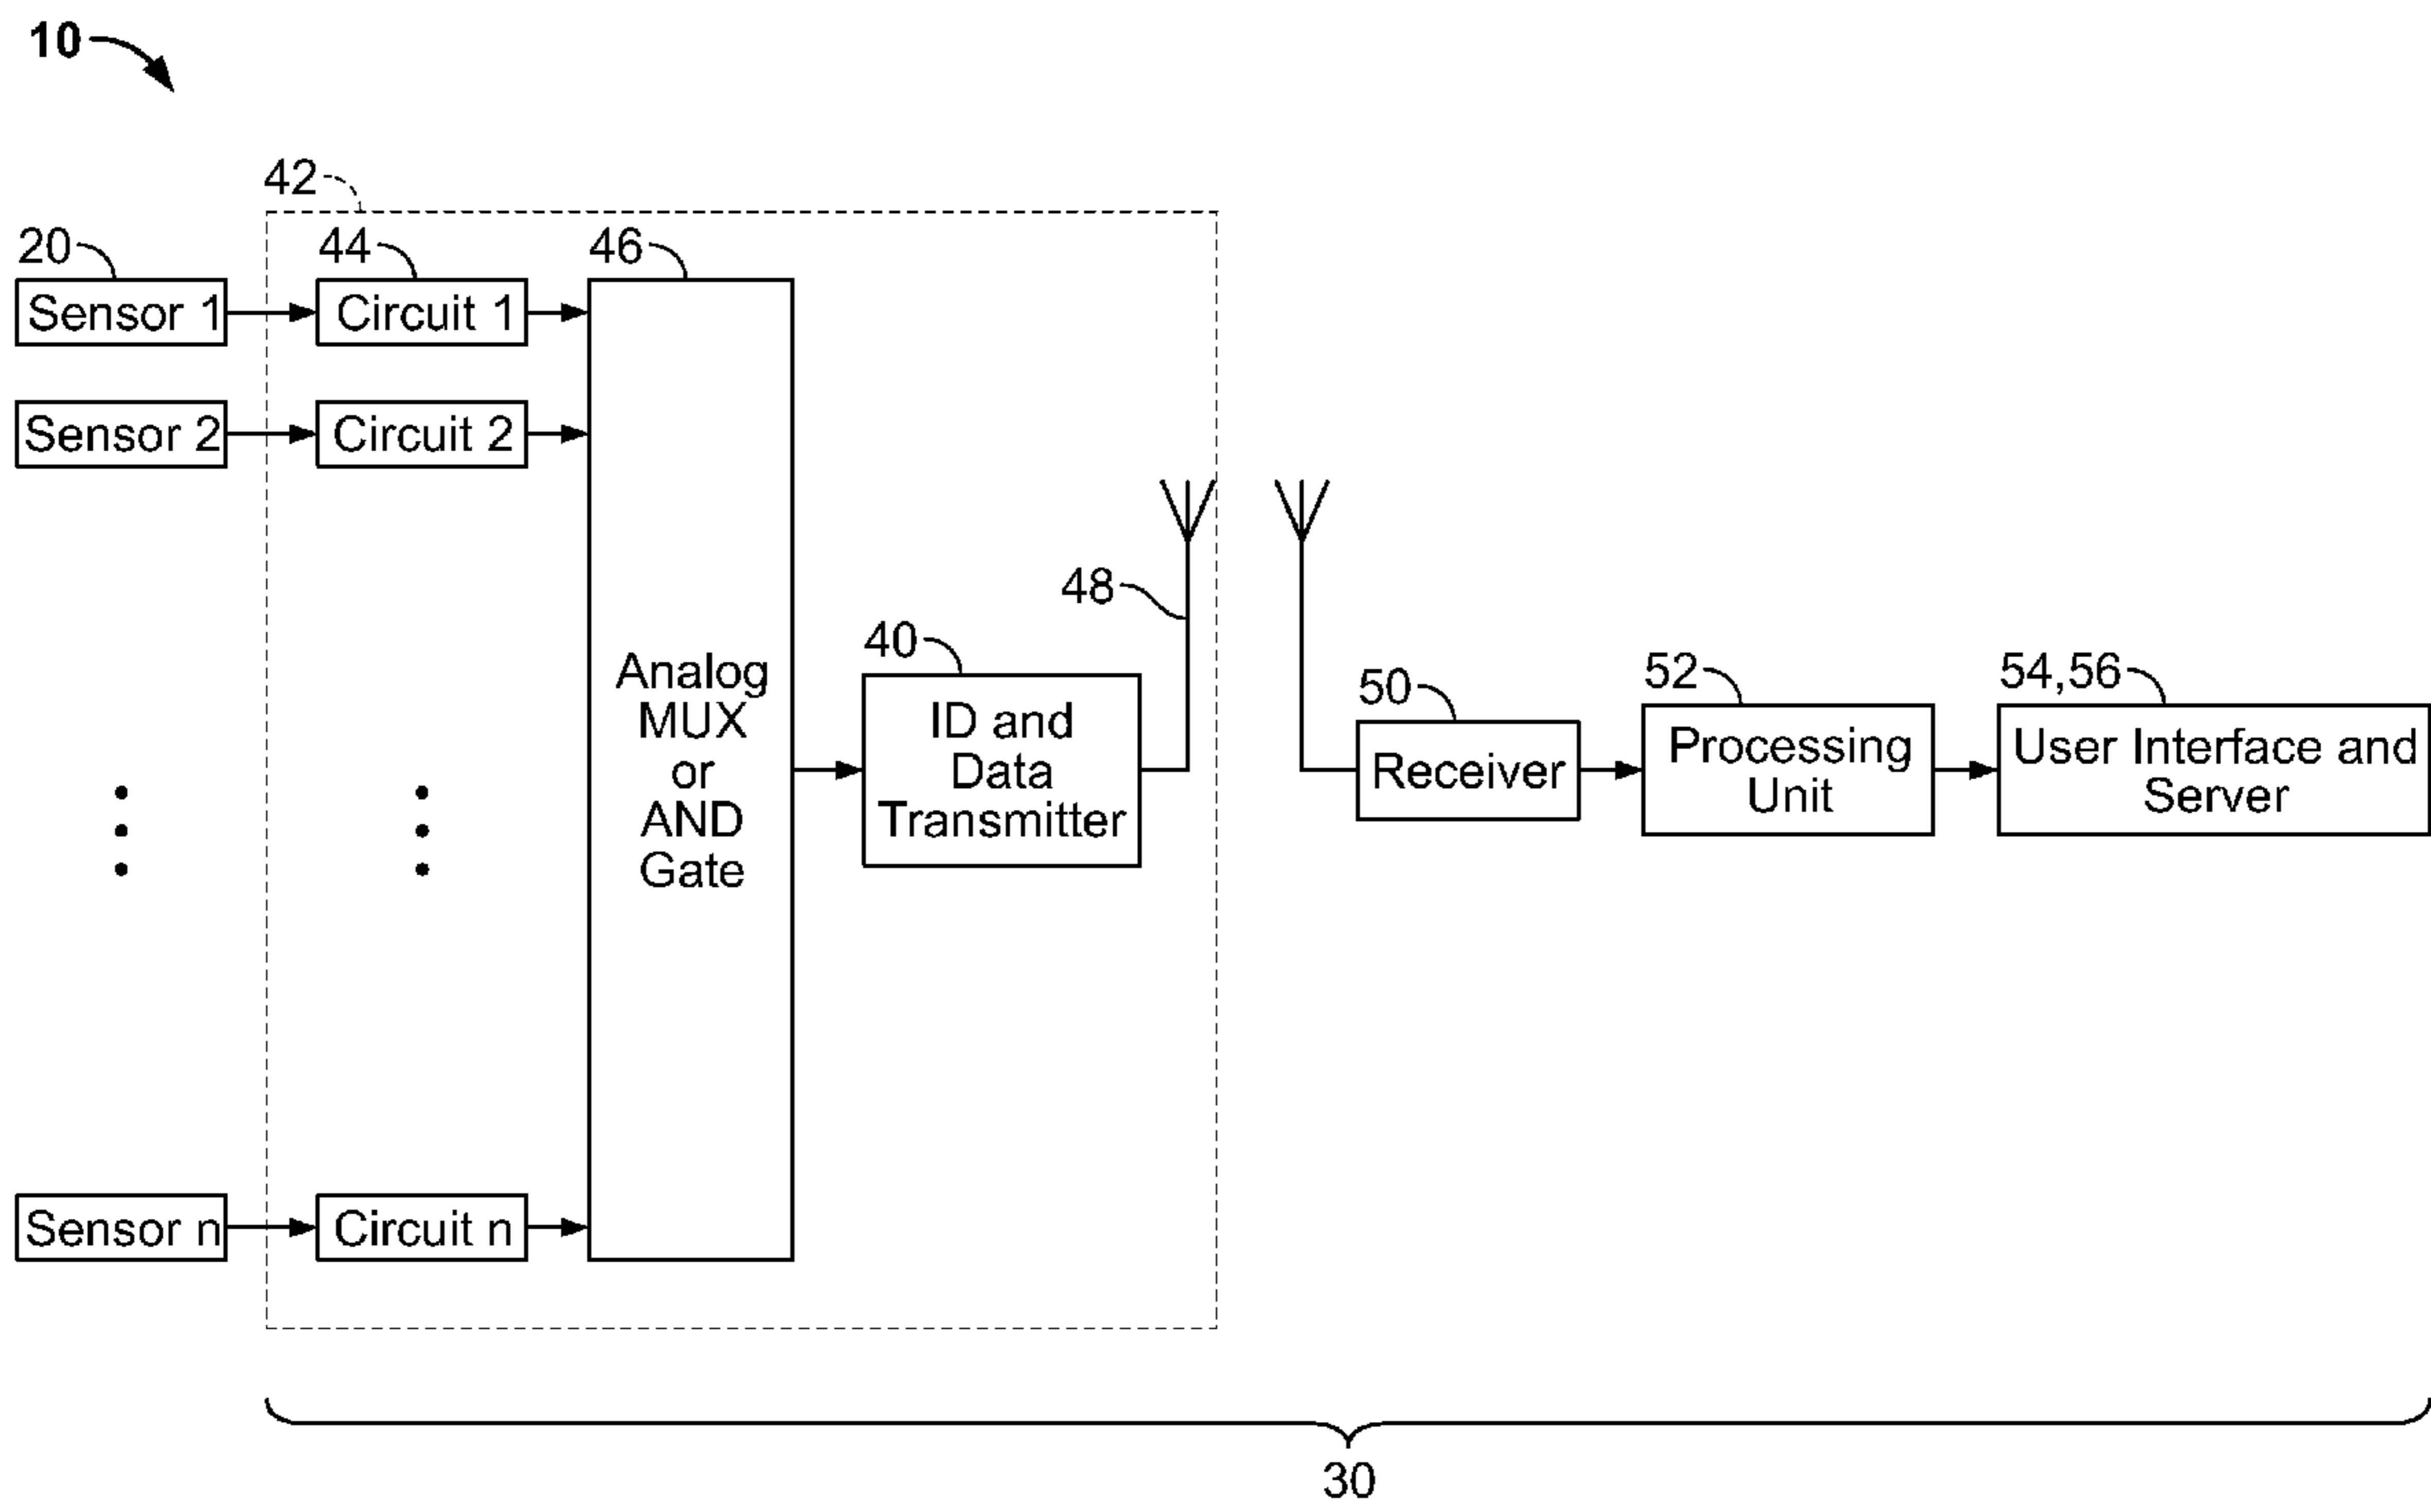 10
42
20
44
46
Sensor 1
Circuit 1
Sensor 2
Circuit 2
48
Analog
MUX
or
AND
Gate
40
ID and
Data
Transmitter
50
Receiver
52
Processing
Unit
54,56
User Interface and
Server
Sensor n
Circuit n
30